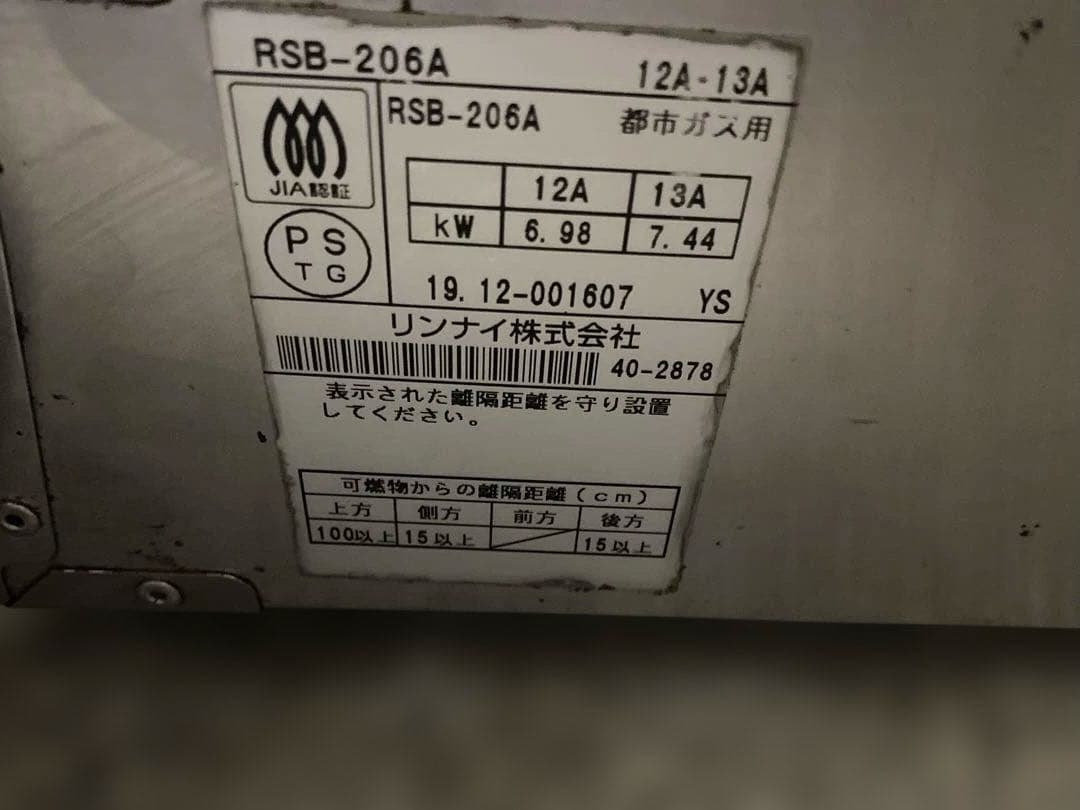 RSB-206A
12A-13A
JIA認証
PS
TG
RSB-206A 都市ガス用
12A 13A
kW 6.98 7.44
19.12-001607 YS
リンナイ株式会社
40-2878
表示された離隔距離を守り設置
してください。
可燃物からの離隔距離(cm)
上方 側方 前方 後方
100以上 15以上 15以上